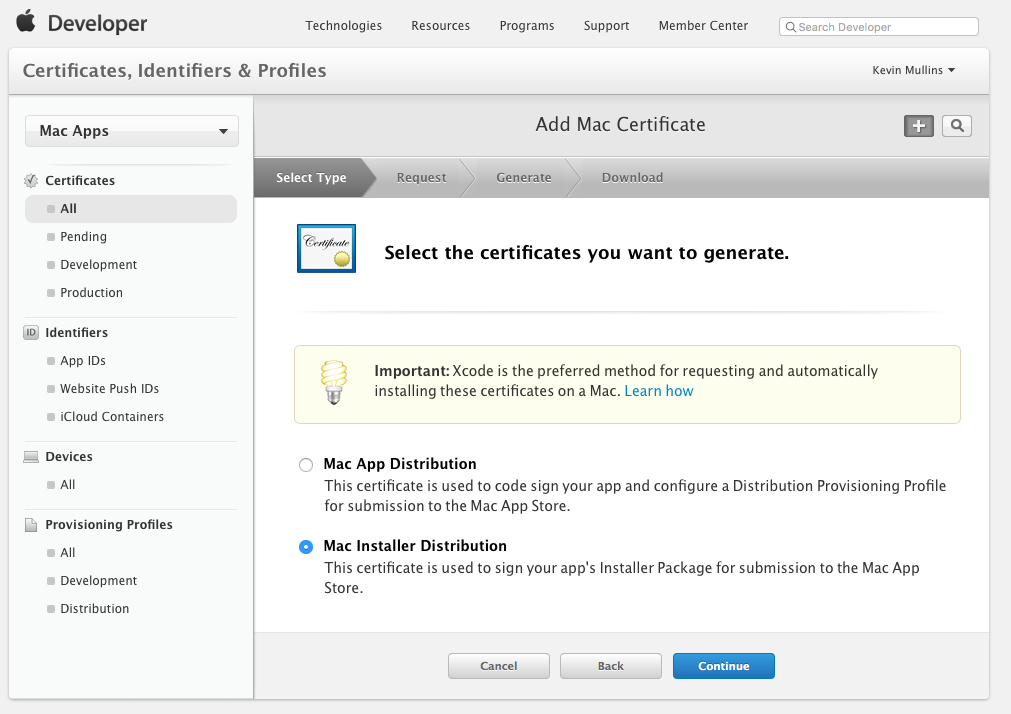 Developer
Technologies Resources Programs Support Member Center Search Developer
Certificates, Identifiers & Profiles
Kevin Mullins
Mac Apps
Certificates
All
Pending
Development
Production
ID Identifiers
App IDs
Website Push IDs
iCloud Containers
Devices
All
Provisioning Profiles
All
Development
Distribution
Add Mac Certificate
Select Type Request Generate Download
Certificate
Select the certificates you want to generate.
Important: Xcode is the preferred method for requesting and automatically
installing these certificates on a Mac. Learn how
Mac App Distribution
This certificate is used to code sign your app and configure a Distribution Provisioning Profile
for submission to the Mac App Store.
Mac Installer Distribution
This certificate is used to sign your app's Installer Package for submission to the Mac App
Store.
Cancel Back Continue